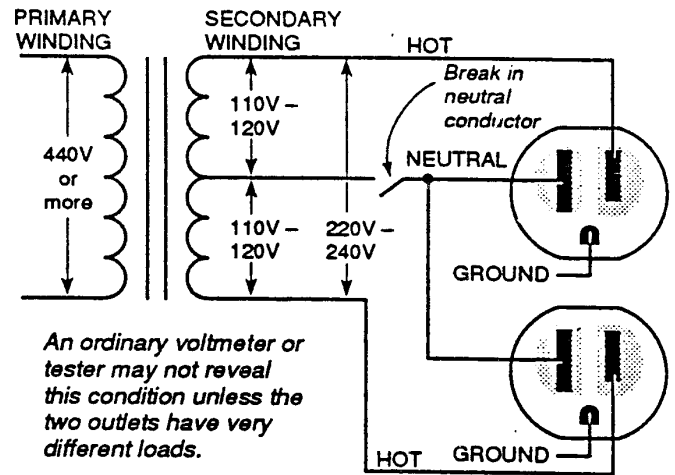 PRIMARY
WINDING
SECONDARY
WINDING
HOT
Break in
neutral
conductor
110V –
120V
440V
or
more
NEUTRAL
110V –
120V
220V –
240V
GROUND
An ordinary voltmeter or
tester may not reveal
this condition unless the
two outlets have very
different loads.
HOT
GROUND